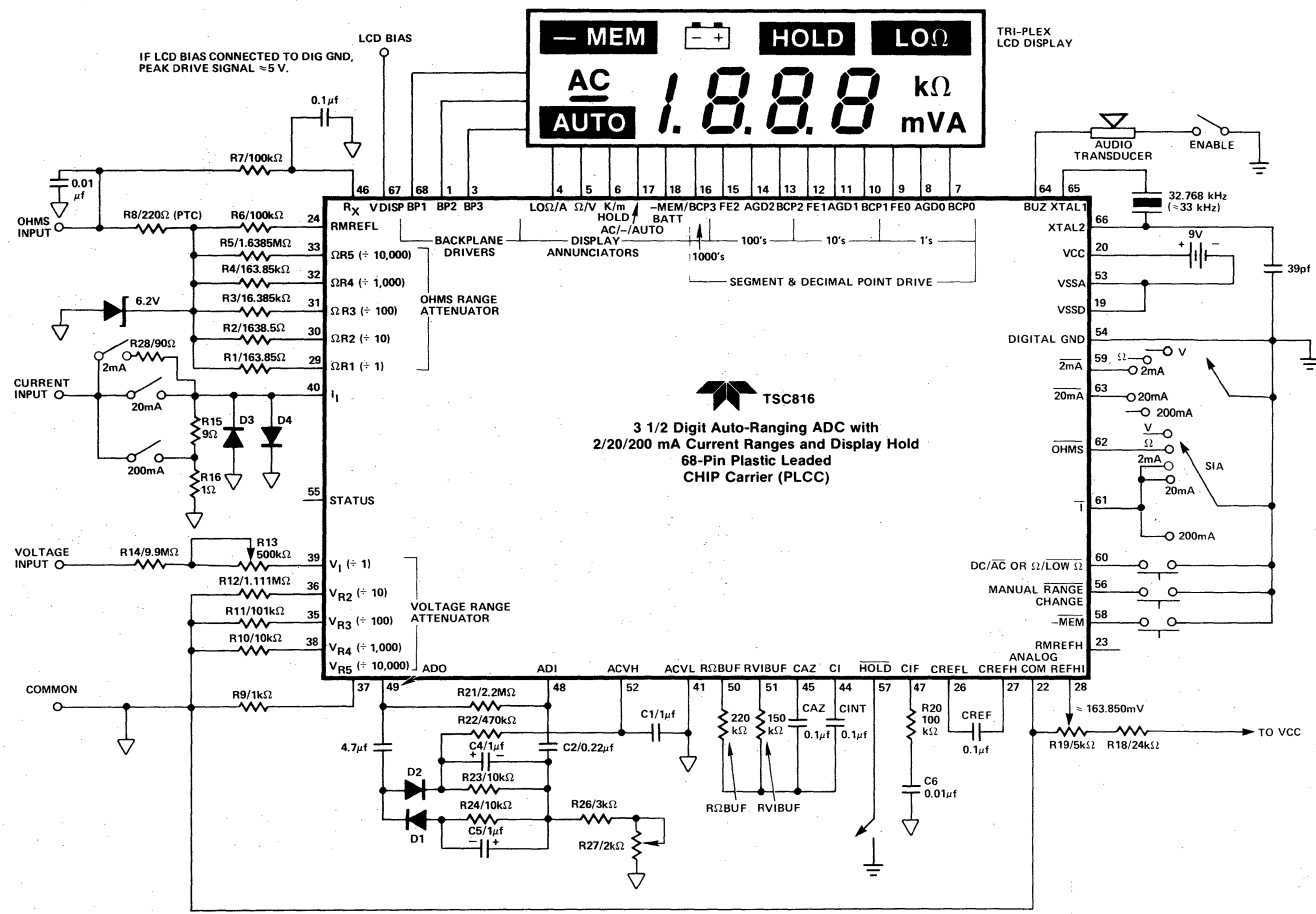 LCD BIAS
IF LCD BIAS CONNECTED TO DIG GND,
PEAK DRIVE SIGNAL ≈5 V.
— MEM
− +
HOLD
LOΩ
TRI-PLEX
LCD DISPLAY
AC
AUTO
1.8.8.8
kΩ
mVA
0.1μf
R7/100kΩ
0.01
μf
OHMS
INPUT
R8/220Ω (PTC)
R6/100kΩ
R5/1.6385MΩ
R4/163.85kΩ
R3/16.385kΩ
R2/1638.5Ω
R1/163.85Ω
6.2V
R28/90Ω
2mA
CURRENT
INPUT
20mA
200mA
R15
9Ω
R16
1Ω
D3
D4
46
67
68
1
3
4
5
6
17
18
16
15
14
13
12
11
10
9
8
7
RX
VDISP
BP1
BP2
BP3
LOΩ/A
Ω/V
K/m
HOLD
AC/−/AUTO
−MEM/
BATT
BCP3
FE2
AGD2
BCP2
FE1
AGD1
BCP1
FE0
AGD0
BCP0
BACKPLANE
DRIVERS
DISPLAY
ANNUNCIATORS
1000's
100's
10's
1's
SEGMENT & DECIMAL POINT DRIVE
24
RMREFL
33
ΩR5 (÷ 10,000)
32
ΩR4 (÷ 1,000)
31
ΩR3 (÷ 100)
30
ΩR2 (÷ 10)
29
ΩR1 (÷ 1)
40
II
OHMS RANGE
ATTENUATOR
55
STATUS
TSC816
3 1/2 Digit Auto-Ranging ADC with
2/20/200 mA Current Ranges and Display Hold
68-Pin Plastic Leaded
CHIP Carrier (PLCC)
AUDIO
TRANSDUCER
ENABLE
64
65
BUZ
XTAL1
32.768 kHz
(≈33 kHz)
66
XTAL2
20
VCC
9V
+ −
53
VSSA
19
VSSD
39pf
54
DIGITAL GND
59
2mA
Ω
V
2mA
63
20mA
20mA
200mA
62
OHMS
V
Ω
2mA
SIA
20mA
61
I
200mA
60
DC/AC OR Ω/LOW Ω
56
MANUAL RANGE
CHANGE
58
−MEM
23
RMREFH
VOLTAGE
INPUT
R14/9.9MΩ
R13
500kΩ
39
VI (÷ 1)
R12/1.111MΩ
36
VR2 (÷ 10)
R11/101kΩ
35
VR3 (÷ 100)
R10/10kΩ
38
VR4 (÷ 1,000)
VR5 (÷ 10,000)
VOLTAGE RANGE
ATTENUATOR
COMMON
R9/1kΩ
ADO
ADI
ACVH
ACVL
RΩBUF
RVIBUF
CAZ
CI
HOLD
CIF
CREFL
CREFH
ANALOG
COM
REFHI
37
49
48
52
41
50
51
45
44
57
47
26
27
22
28
R21/2.2MΩ
R22/470kΩ
C4/1μf
+ −
R23/10kΩ
R24/10kΩ
C5/1μf
− +
4.7μf
D2
D1
C2/0.22μf
C1/1μf
R26/3kΩ
R27/2kΩ
220
kΩ
150
kΩ
CAZ
0.1μf
CINT
0.1μf
RΩBUF
RVIBUF
R20
100
kΩ
C6
0.01μf
CREF
0.1μf
≈ 163.850mV
R19/5kΩ
R18/24kΩ
TO VCC